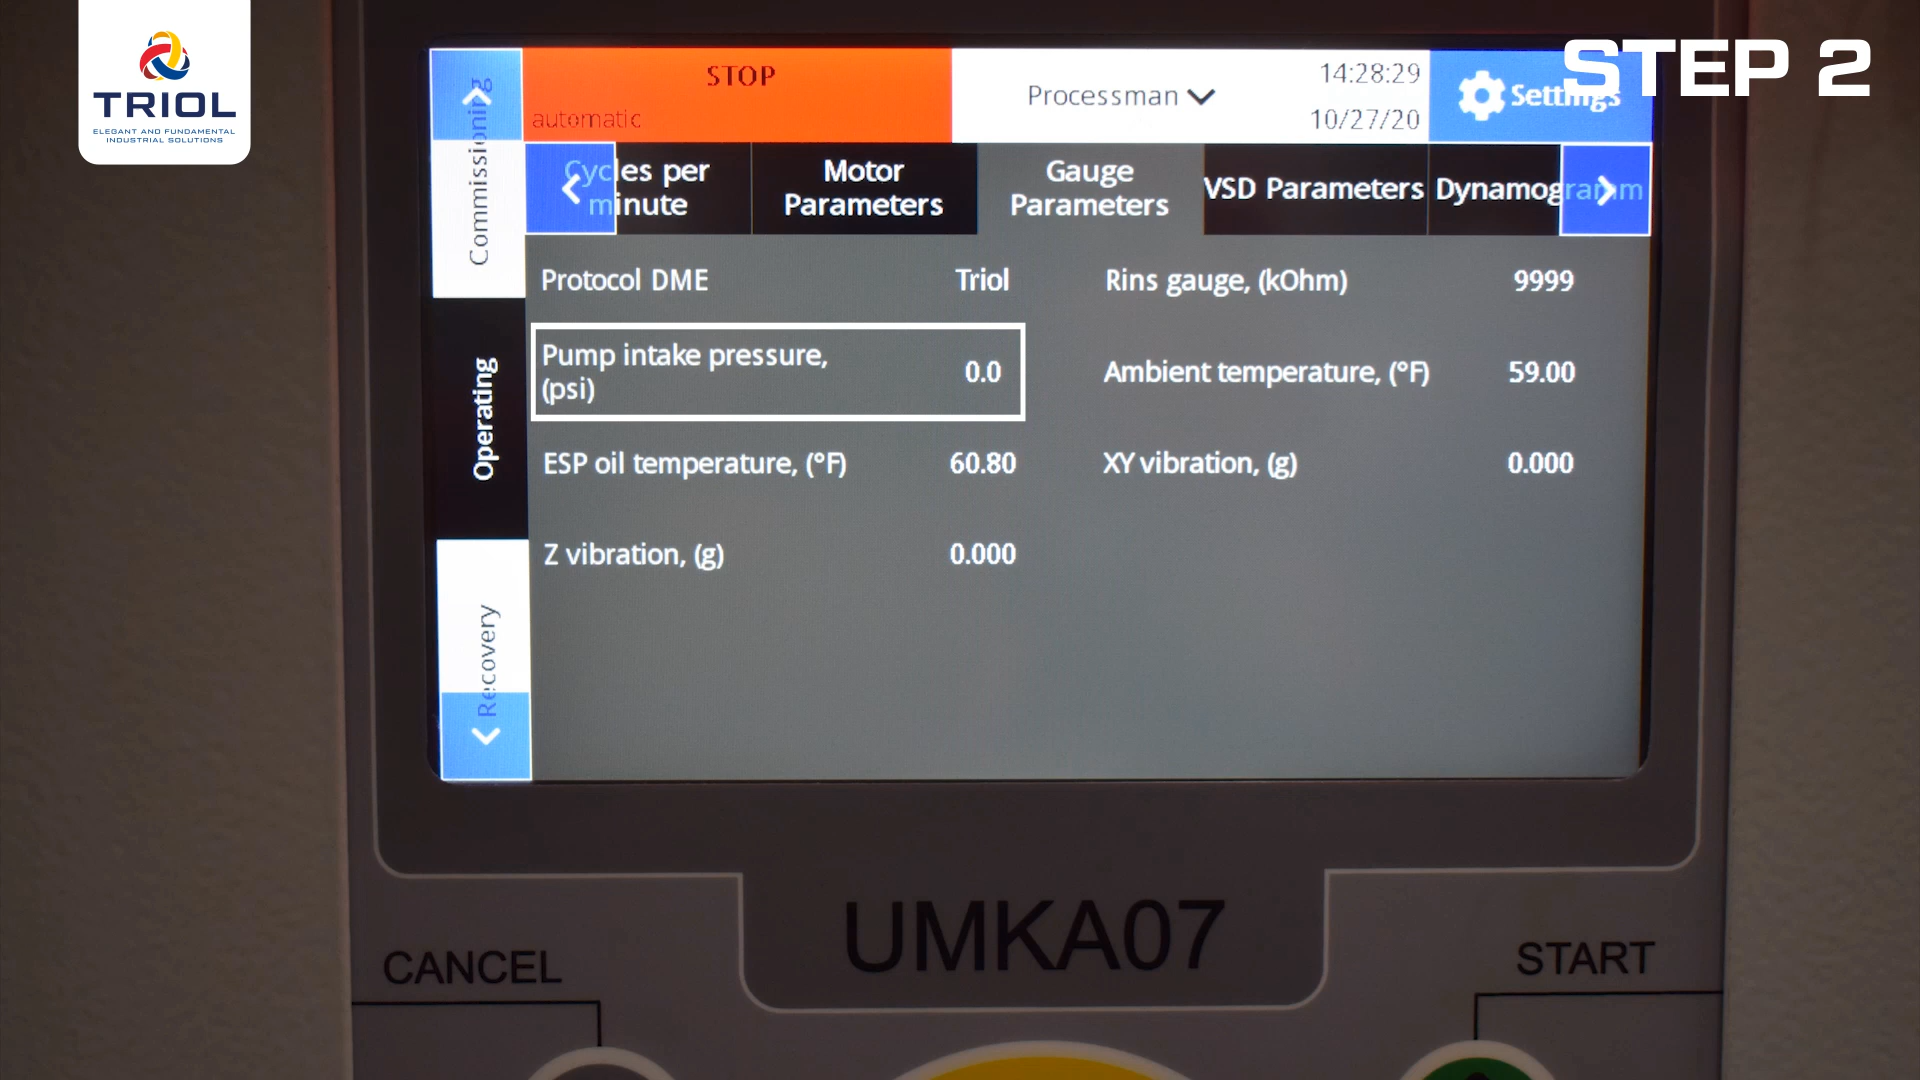 TRIOL
ELEGANT AND FUNDAMENTAL
INDUSTRIAL SOLUTIONS
STEP 2
STOP
automatic
Processman
14:28:29
10/27/20
Settings
Commissioning
Operating
Recovery
Cycles per
minute
Motor
Parameters
Gauge
Parameters
VSD Parameters
Dynamogramm
Protocol DME Triol
Rins gauge, (kOhm) 9999
Pump intake pressure,
(psi) 0.0
Ambient temperature, (°F) 59.00
ESP oil temperature, (°F) 60.80
XY vibration, (g) 0.000
Z vibration, (g) 0.000
UMKA07
CANCEL
START